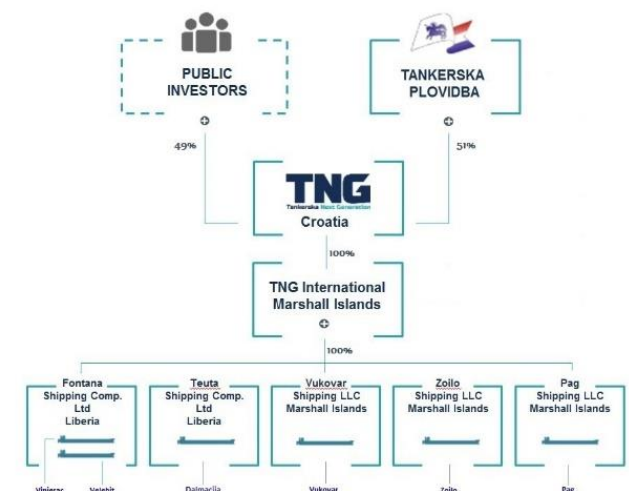 PUBLIC
INVESTORS
TANKERSKA
PLOVIDBA
49%
51%
TNG
Tankerska Next Generation
Croatia
100%
TNG International
Marshall Islands
100%
Fontana
Shipping Comp.
Ltd
Liberia
Teuta
Shipping Comp.
Ltd
Liberia
Vukovar
Shipping LLC
Marshall Islands
Zoilo
Shipping LLC
Marshall Islands
Pag
Shipping LLC
Marshall Islands
Vinjerac
Velebit
Dalmacija
Vukovar
Zoilo
Pag